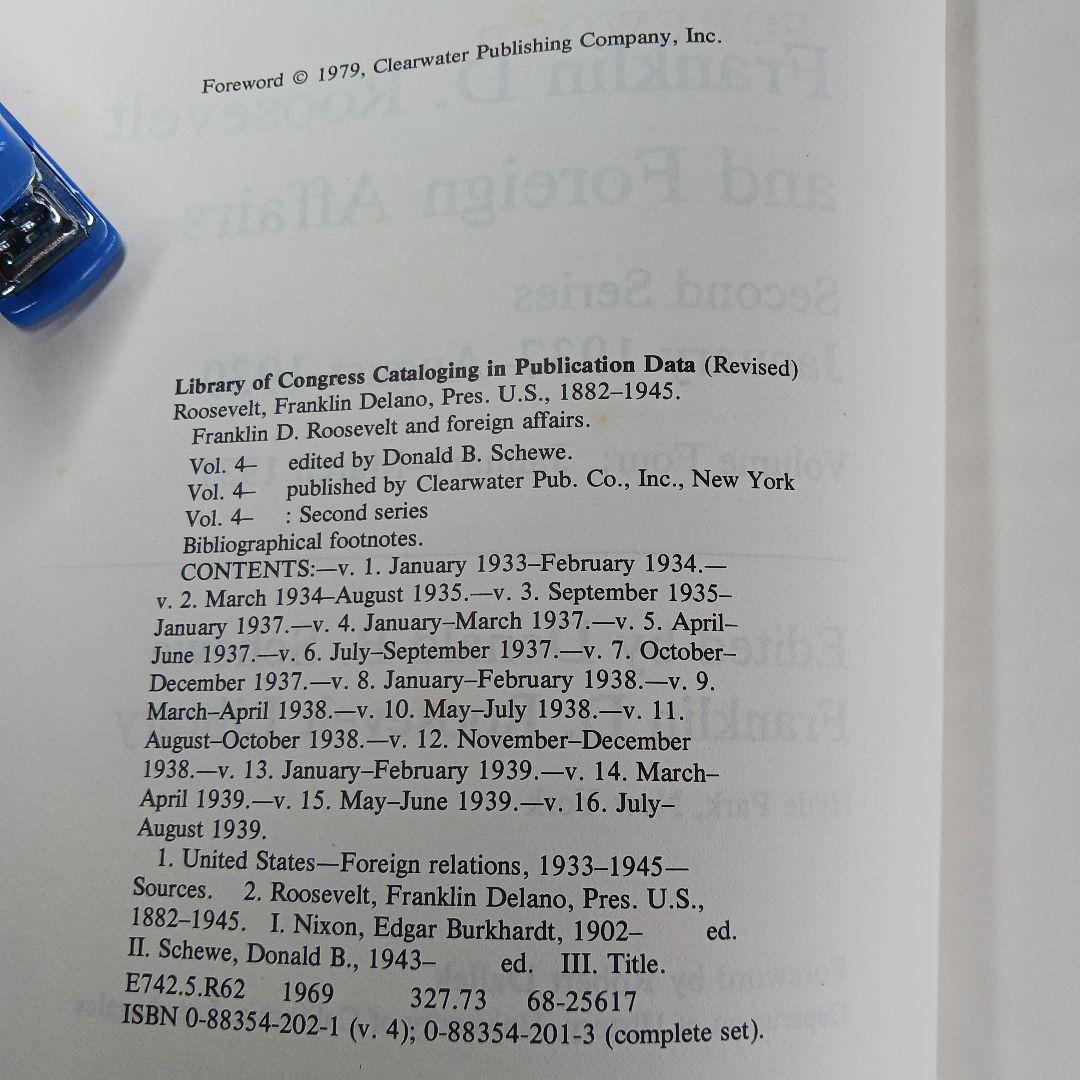 Foreword © 1979, Clearwater Publishing Company, Inc.
Library of Congress Cataloging in Publication Data (Revised)
Roosevelt, Franklin Delano, Pres. U.S., 1882–1945.
Franklin D. Roosevelt and foreign affairs.
Vol. 4– edited by Donald B. Schewe.
Vol. 4– published by Clearwater Pub. Co., Inc., New York
Vol. 4– : Second series
Bibliographical footnotes.
CONTENTS:—v. 1. January 1933–February 1934.—
v. 2. March 1934–August 1935.—v. 3. September 1935–
January 1937.—v. 4. January–March 1937.—v. 5. April–
June 1937.—v. 6. July–September 1937.—v. 7. October–
December 1937.—v. 8. January–February 1938.—v. 9.
March–April 1938.—v. 10. May–July 1938.—v. 11.
August–October 1938.—v. 12. November–December
1938.—v. 13. January–February 1939.—v. 14. March–
April 1939.—v. 15. May–June 1939.—v. 16. July–
August 1939.
1. United States—Foreign relations, 1933–1945—
Sources. 2. Roosevelt, Franklin Delano, Pres. U.S.,
1882–1945. I. Nixon, Edgar Burkhardt, 1902– ed.
II. Schewe, Donald B., 1943– ed. III. Title.
E742.5.R62 1969 327.73 68-25617
ISBN 0-88354-202-1 (v. 4); 0-88354-201-3 (complete set).